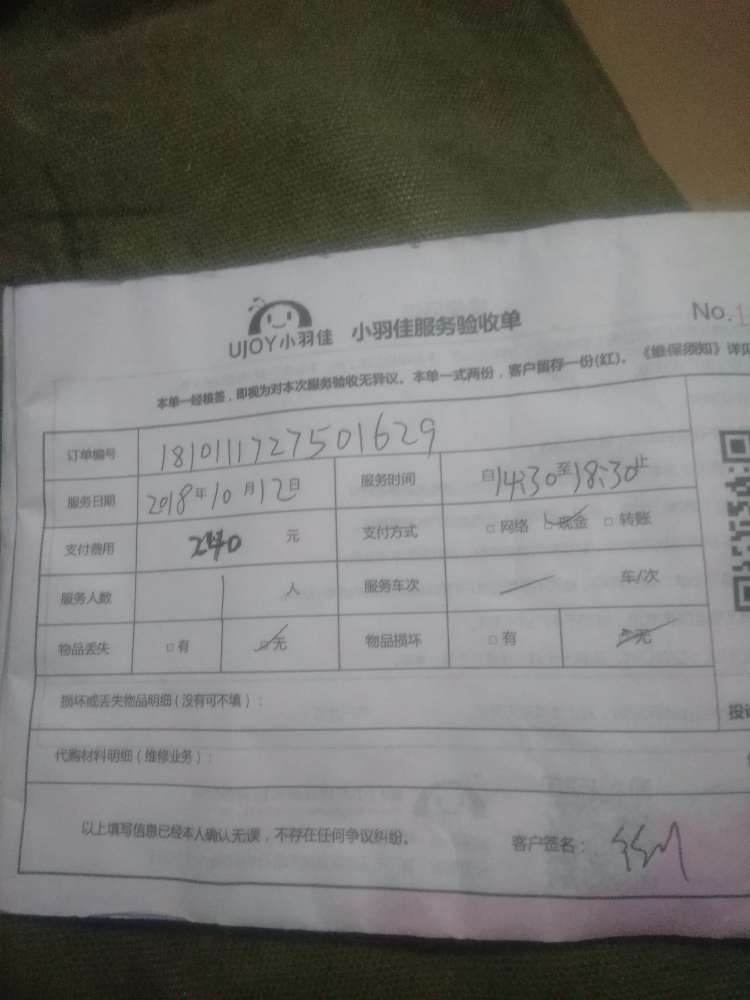 UJOY小羽佳 小羽佳服务验收单 No.1
本单一经核签，即视为对本次服务验收无异议。本单一式两份，客户留存一份(红)。《维保须知》详见
订单编号 1810111727501629
服务日期 2018年10月12日 服务时间 自14:30至18:30止
支付费用 240 元 支付方式 □网络 □现金 □转账
服务人数 1 人 服务车次 车/次
物品丢失 □有 □无 物品损坏 □有 □无
损坏或丢失物品明细（没有可不填）：
投诉
代购材料明细（维修业务）：
以上填写信息已经本人确认无误，不存在任何争议纠纷。 客户签名：